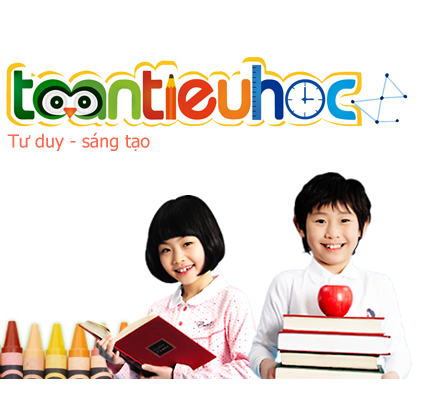 toantieuhoc
Tư duy - sáng tạo